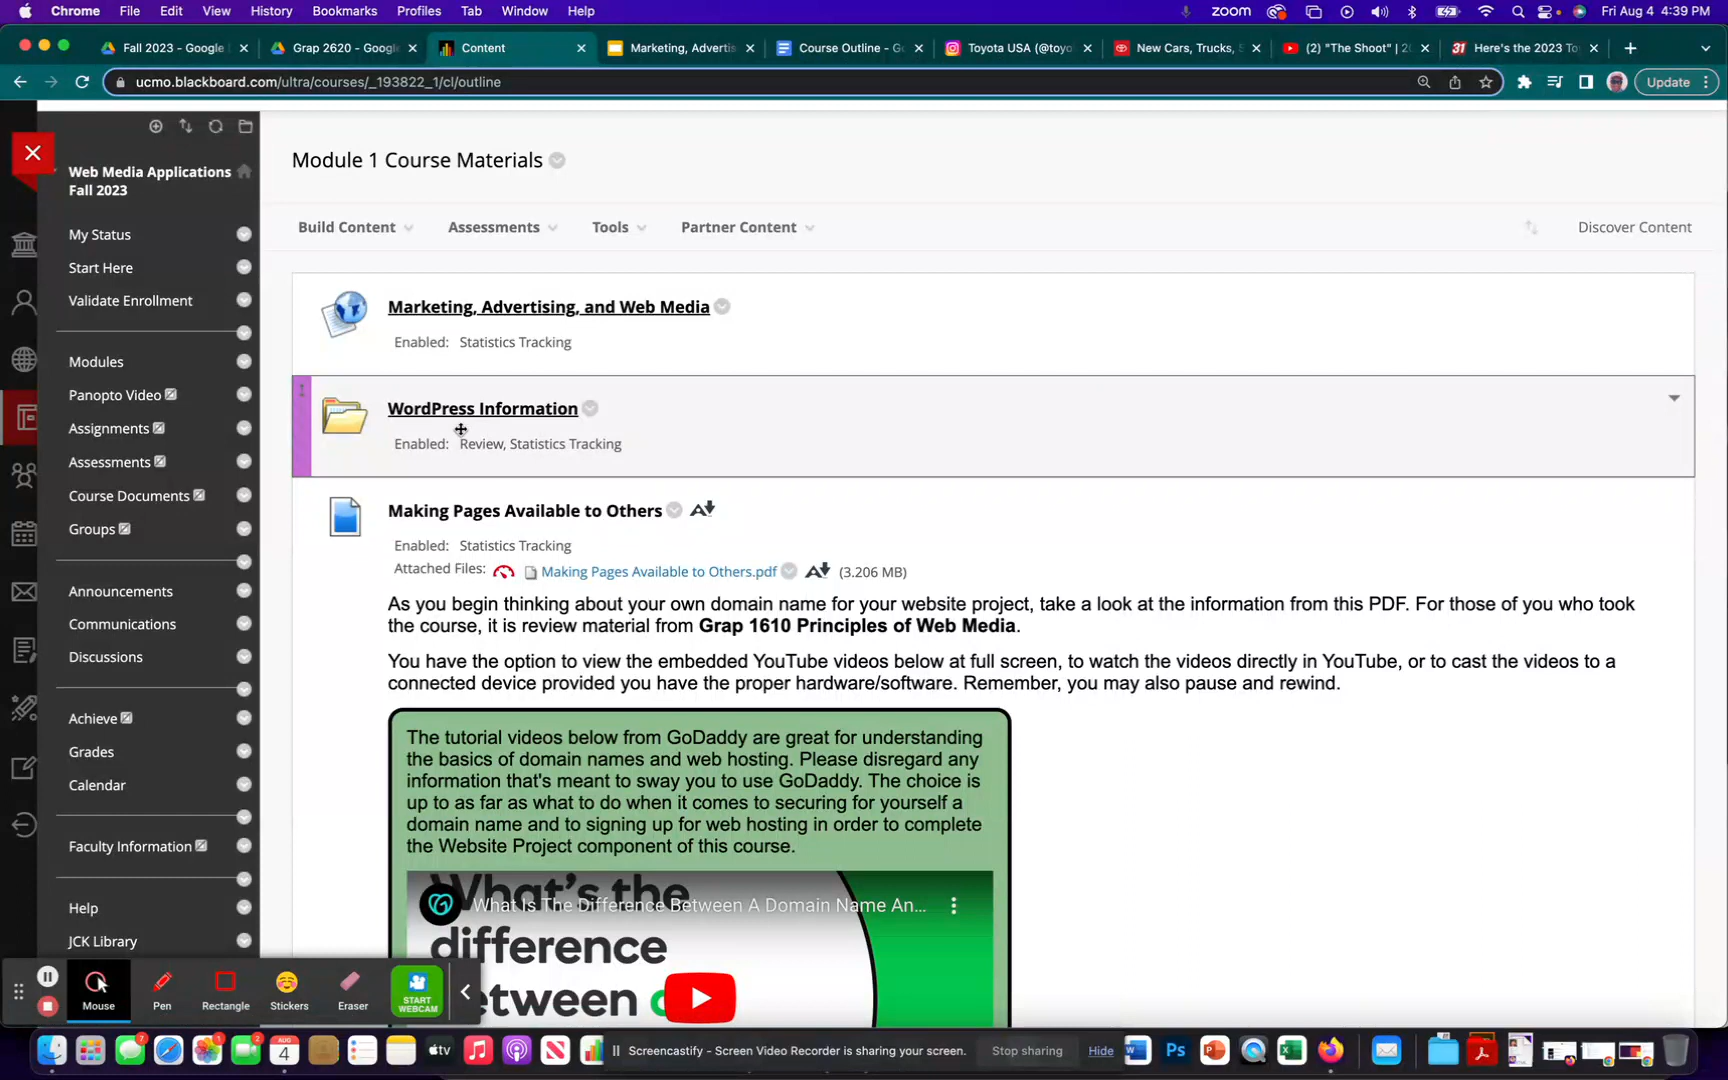 Chrome File Edit View History Bookmarks Profiles Tab Window Help zoom Fri Aug 4 4:39 PM
Fall 2023 - Google Grap 2620 - Google Content Marketing, Advertis Course Outline - G Toyota USA (@toyo New Cars, Trucks, S (2) "The Shoot" | 20 Here's the 2023 To
ucmo.blackboard.com/ultra/courses/_193822_1/cl/outline Update
Web Media Applications
Fall 2023
My Status
Start Here
Validate Enrollment
Modules
Panopto Video
Assignments
Assessments
Course Documents
Groups
Announcements
Communications
Discussions
Achieve
Grades
Calendar
Faculty Information
Help
JCK Library
Module 1 Course Materials
Build Content Assessments Tools Partner Content Discover Content
Marketing, Advertising, and Web Media
Enabled: Statistics Tracking
WordPress Information
Enabled: Review, Statistics Tracking
Making Pages Available to Others
Enabled: Statistics Tracking
Attached Files: Making Pages Available to Others.pdf (3.206 MB)
As you begin thinking about your own domain name for your website project, take a look at the information from this PDF. For those of you who took
the course, it is review material from Grap 1610 Principles of Web Media.
You have the option to view the embedded YouTube videos below at full screen, to watch the videos directly in YouTube, or to cast the videos to a
connected device provided you have the proper hardware/software. Remember, you may also pause and rewind.
The tutorial videos below from GoDaddy are great for understanding
the basics of domain names and web hosting. Please disregard any
information that's meant to sway you to use GoDaddy. The choice is
up to as far as what to do when it comes to securing for yourself a
domain name and to signing up for web hosting in order to complete
the Website Project component of this course.
What Is The Difference Between A Domain Name An...
What's the
difference
between
Mouse Pen Rectangle Stickers Eraser START
WEBCAM
Screencastify - Screen Video Recorder is sharing your screen. Stop sharing Hide